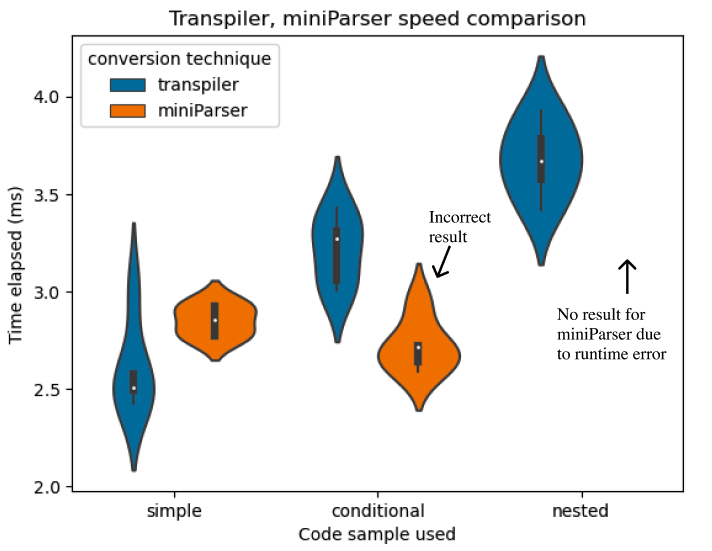 Transpiler, miniParser speed comparison
conversion technique
transpiler
miniParser
Time elapsed (ms)
4.0
3.5
3.0
2.5
2.0
Incorrect
result
No result for
miniParser due
to runtime error
simple
conditional
nested
Code sample used